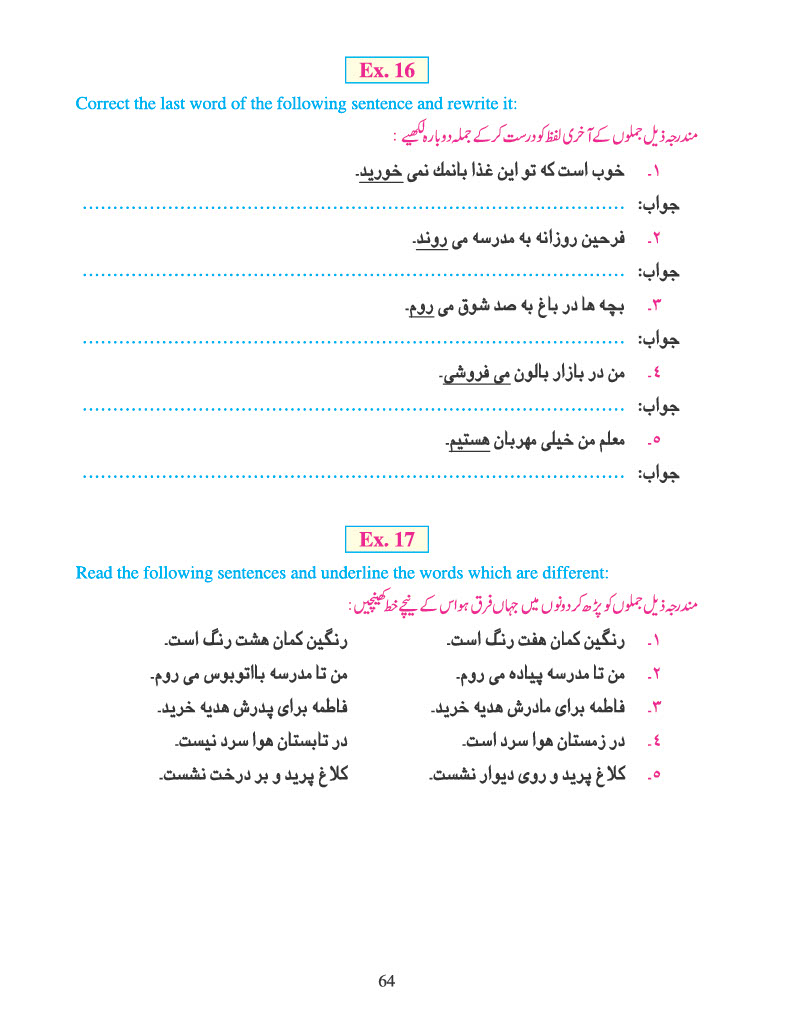 Ex. 16
Correct the last word of the following sentence and rewrite it:
مندرجہ ذیل جملوں کے آخری لفظ کو درست کر کے جملہ دوبارہ لکھیے :
١۔ خوب است که تو این غذا بانمك نمی خورید۔
جواب: ..........................................................................................
٢۔ فرحین روزانه به مدرسه می روند۔
جواب: ..........................................................................................
٣۔ بچه ها در باغ به صد شوق می روم۔
جواب: ..........................................................................................
٤۔ من در بازار بالون می فروشی۔
جواب: ..........................................................................................
٥۔ معلم من خیلی مهربان هستیم۔
جواب: ..........................................................................................
Ex. 17
Read the following sentences and underline the words which are different:
مندرجہ ذیل جملوں کو پڑھ کر دونوں میں جہاں فرق ہو اس کے نیچے خط کھینچیں :
١۔ رنگین کمان هفت رنگ است۔ رنگین کمان هشت رنگ است۔
٢۔ من تا مدرسه پیاده می روم۔ من تا مدرسه بااتوبوس می روم۔
٣۔ فاطمه برای مادرش هدیه خرید۔ فاطمه برای پدرش هدیه خرید۔
٤۔ در زمستان هوا سرد است۔ در تابستان هوا سرد نیست۔
٥۔ کلاغ پرید و روی دیوار نشست۔ کلاغ پرید و بر درخت نشست۔
64